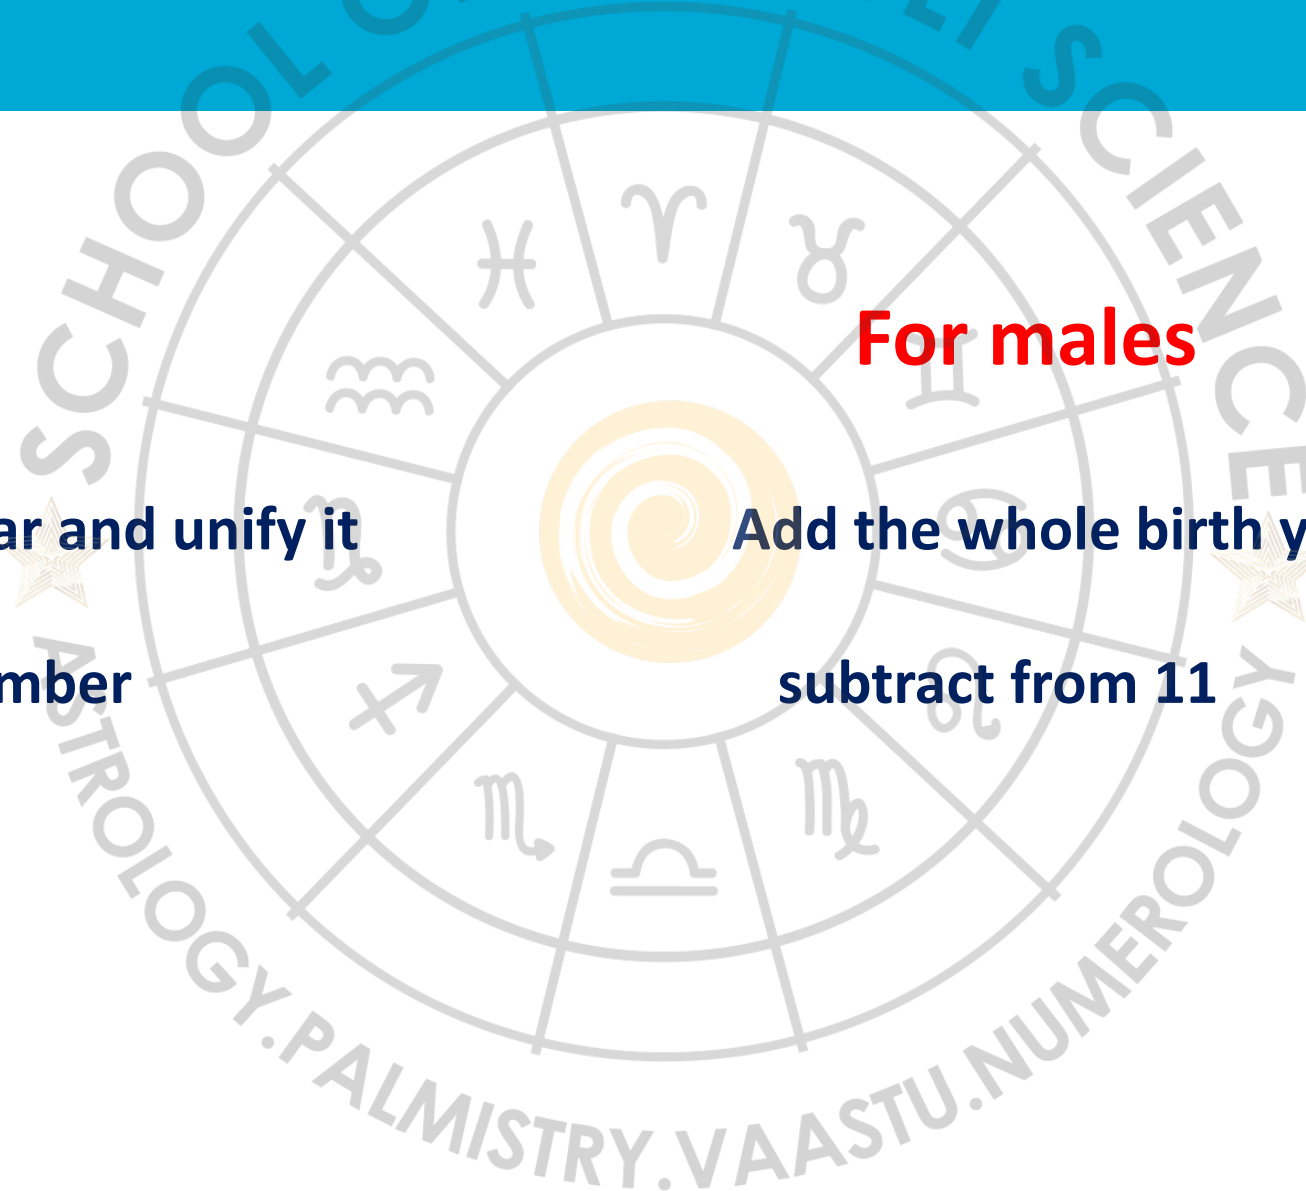 For males
ar and unify it
Add the whole birth y
mber
subtract from 11
SCHOOL O
LI SCIENCE
ASTROLOGY.PALMISTRY.VAASTU.NUMEROLOGY